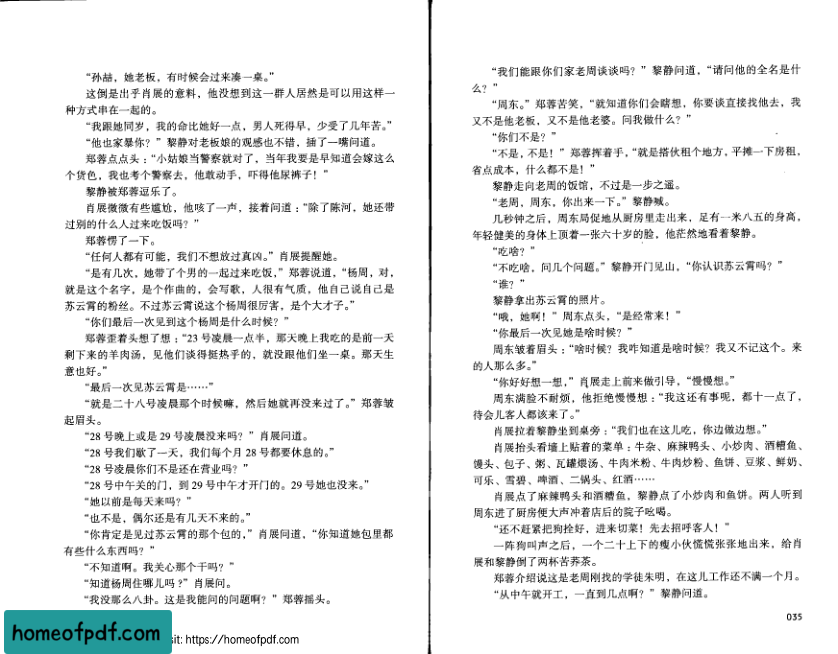 “孙喆，她老板，有时候会过来凑一桌。”
这倒是出乎肖展的意料，他没想到这一群人居然是可以用这样一
种方式串在一起的。
“我跟她同岁，我的命比她好一点，男人死得早，少受了几年苦。”
“他也家暴你？”黎静对老板娘的观感也不错，插了一嘴问道。
郑蓉点点头：“小姑娘当警察就对了，当年我要是早知道会嫁这么
个货色，我也考个警察去，他敢动手，吓得他尿裤子！”
黎静被郑蓉逗乐了。
肖展微微有些尴尬，他咳了一声，接着问道：“除了陈河，她还带
过别的什么人过来吃饭吗？”
郑蓉愣了一下。
“任何人都有可能，我们不想放过真凶。”肖展提醒她。
“是有几次，她带了个男的一起过来吃饭，”郑蓉说道，“杨周，对，
就是这个名字，是个作曲的，会写歌，人很有气质，他自己说自己是
苏云霄的粉丝。不过苏云霄说这个杨周很厉害，是个大才子。”
“你们最后一次见到这个杨周是什么时候？”
郑蓉歪着头想了想：“23 号凌晨一点半，那天晚上我吃的是前一天
剩下来的羊肉汤，见他们谈得挺热乎的，就没跟他们坐一桌。那天生
意也好。”
“最后一次见苏云霄是……”
“就是二十八号凌晨那个时候嘛，然后她就再没来过了。”郑蓉皱
起眉头。
“28 号晚上或是 29 号凌晨没来吗？”肖展问道。
“28 号我们歇了一天，我们每个月 28 号都要休息的。”
“28 号凌晨你们不是还在营业吗？”
“28 号中午关的门，到 29 号中午才开门的。29 号她也没来。”
“她以前是每天来吗？”
“也不是，偶尔还是有几天不来的。”
“你肯定是见过苏云霄的那个包的，”肖展问道，“你知道她包里都
有些什么东西吗？”
“不知道啊。我关心那个干吗？”
“知道杨周住哪儿吗？”肖展问。
“我没那么八卦。这是我能问的问题啊？”郑蓉摇头。
homeofpdf.com
sit: https://homeofpdf.com
“我们能跟你们家老周谈谈吗？”黎静问道，“请问他的全名是什
么？”
“周东。”郑蓉苦笑，“就知道你们会瞎想，你要谈直接找他去，我
又不是他老板，又不是他老婆。问我做什么？”
“你们不是？”
“不是，不是！”郑蓉挥着手，“就是搭伙租个地方，平摊一下房租，
省点成本，什么都不是！”
黎静走向老周的饭馆，不过是一步之遥。
“老周，周东，你出来一下。”黎静喊。
几秒钟之后，周东局促地从厨房里走出来，足有一米八五的身高，
年轻健美的身体上顶着一张六十岁的脸，他茫然地看着黎静。
“吃啥？”
“不吃啥，问几个问题。”黎静开门见山，“你认识苏云霄吗？”
“谁？”
黎静拿出苏云霄的照片。
“哦，她啊！”周东点头，“是经常来！”
“你最后一次见她是啥时候？”
周东皱着眉头：“啥时候？我咋知道是啥时候？我又不记这个。来
的人那么多。”
“你好好想一想，”肖展走上前来做引导，“慢慢想。”
周东满脸不耐烦，他拒绝慢慢想：“我这还有事呢，都十一点了，
待会儿客人都该来了。”
肖展拉着黎静坐到桌旁：“我们也在这儿吃，你边做边想。”
肖展抬头看墙上贴着的菜单：牛杂、麻辣鸭头、小炒肉、酒糟鱼、
馒头、包子、粥、瓦罐煨汤、牛肉米粉、牛肉炒粉、鱼饼、豆浆、鲜奶、
可乐、雪碧、啤酒、二锅头、红酒……
肖展点了麻辣鸭头和酒糟鱼，黎静点了小炒肉和鱼饼。两人听到
周东进了厨房便大声冲着店后的院子吆喝。
“还不赶紧把狗拴好，进来切菜！先去招呼客人！”
一阵狗叫声之后，一个二十上下的瘦小伙慌慌张张地出来，给肖
展和黎静倒了两杯苦荞茶。
郑蓉介绍说这是老周刚找的学徒朱明，在这儿工作还不满一个月。
“从中午就开工，一直到几点啊？”黎静问道。
035